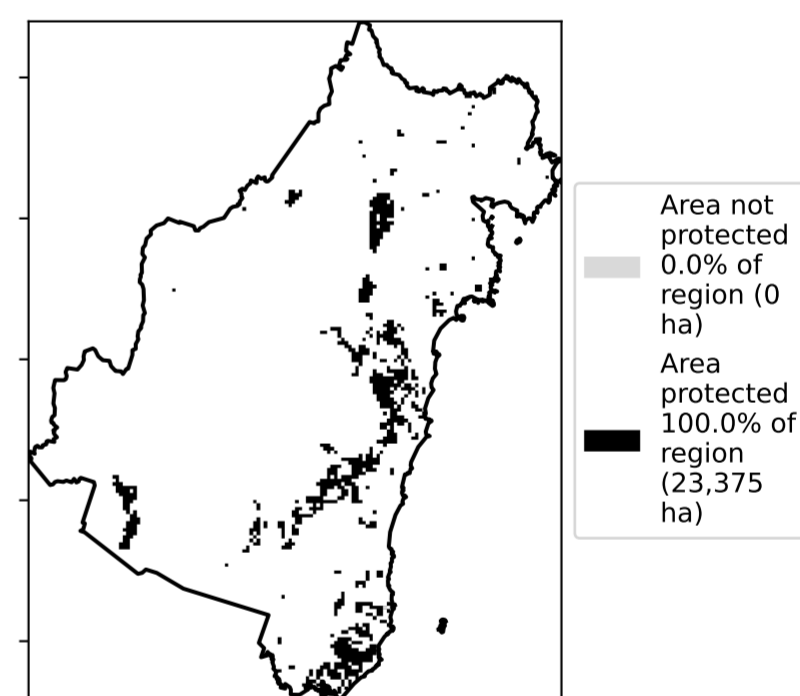 Area not
protected
0.0% of
region (0
ha)
Area
protected
100.0% of
region
(23,375
ha)